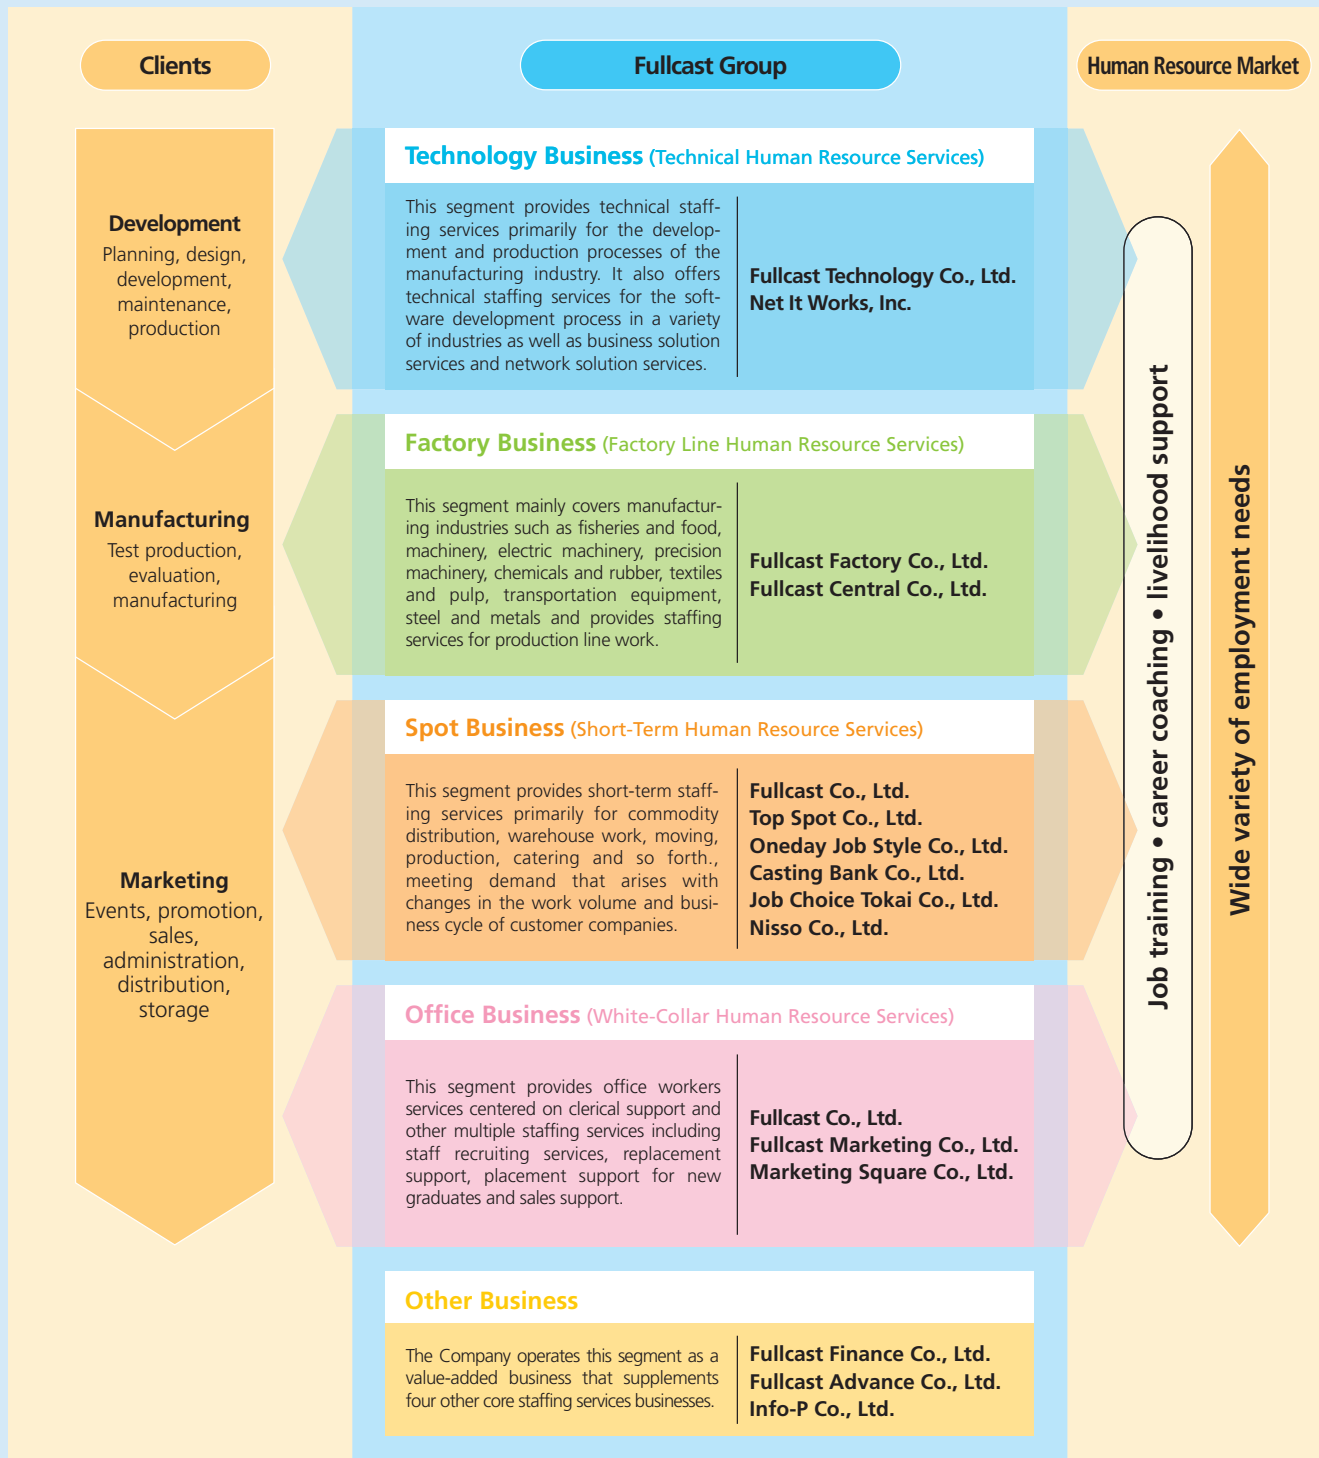 Clients
Fullcast Group
Human Resource Market
Development
Planning, design,
development,
maintenance,
production
Manufacturing
Test production,
evaluation,
manufacturing
Marketing
Events, promotion,
sales,
administration,
distribution,
storage
Technology Business (Technical Human Resource Services)
This segment provides technical staff-
ing services primarily for the develop-
ment and production processes of the
manufacturing industry. It also offers
technical staffing services for the soft-
ware development process in a variety
of industries as well as business solution
services and network solution services.
Fullcast Technology Co., Ltd.
Net It Works, Inc.
Factory Business (Factory Line Human Resource Services)
This segment mainly covers manufactur-
ing industries such as fisheries and food,
machinery, electric machinery, precision
machinery, chemicals and rubber, textiles
and pulp, transportation equipment,
steel and metals and provides staffing
services for production line work.
Fullcast Factory Co., Ltd.
Fullcast Central Co., Ltd.
Spot Business (Short-Term Human Resource Services)
This segment provides short-term staff-
ing services primarily for commodity
distribution, warehouse work, moving,
production, catering and so forth.,
meeting demand that arises with
changes in the work volume and busi-
ness cycle of customer companies.
Fullcast Co., Ltd.
Top Spot Co., Ltd.
Oneday Job Style Co., Ltd.
Casting Bank Co., Ltd.
Job Choice Tokai Co., Ltd.
Nisso Co., Ltd.
Office Business (White-Collar Human Resource Services)
This segment provides office workers
services centered on clerical support and
other multiple staffing services including
staff recruiting services, replacement
support, placement support for new
graduates and sales support.
Fullcast Co., Ltd.
Fullcast Marketing Co., Ltd.
Marketing Square Co., Ltd.
Other Business
The Company operates this segment as a
value-added business that supplements
four other core staffing services businesses.
Fullcast Finance Co., Ltd.
Fullcast Advance Co., Ltd.
Info-P Co., Ltd.
Job training • career coaching • livelihood support
Wide variety of employment needs